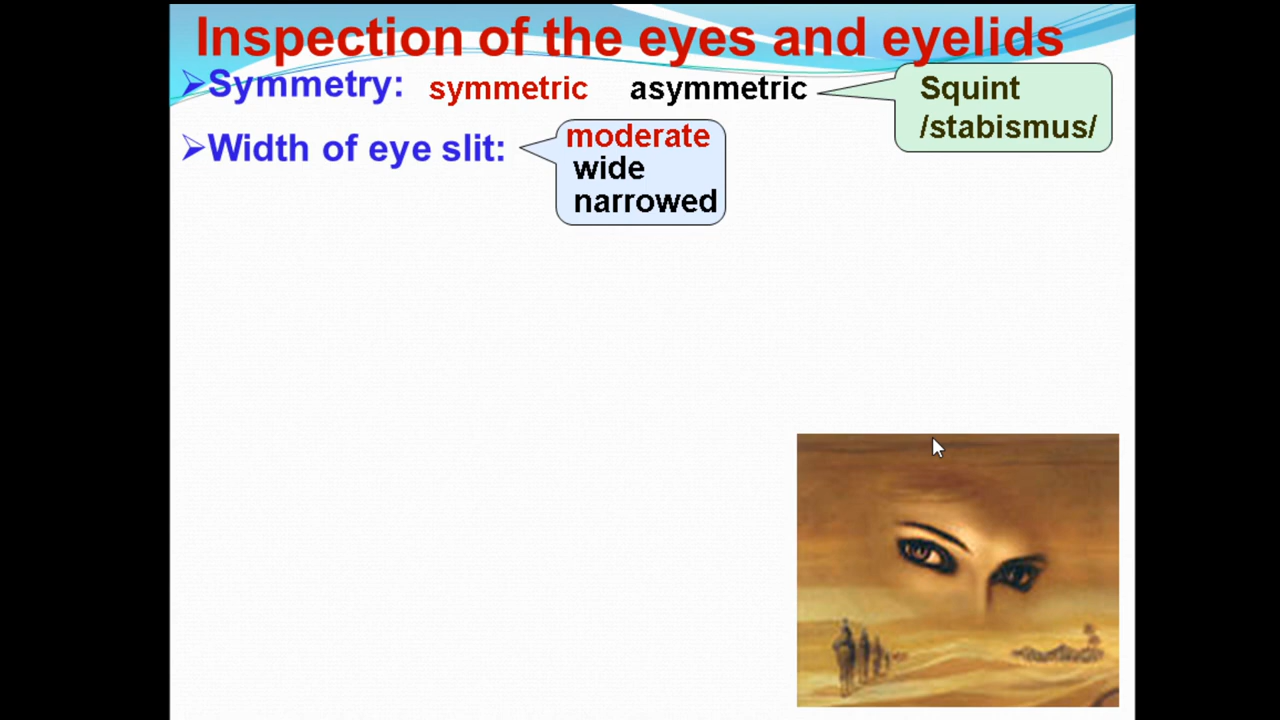 Inspection of the eyes and eyelids
➢Symmetry: symmetric asymmetric
Squint
/stabismus/
➢Width of eye slit:
moderate
wide
narrowed